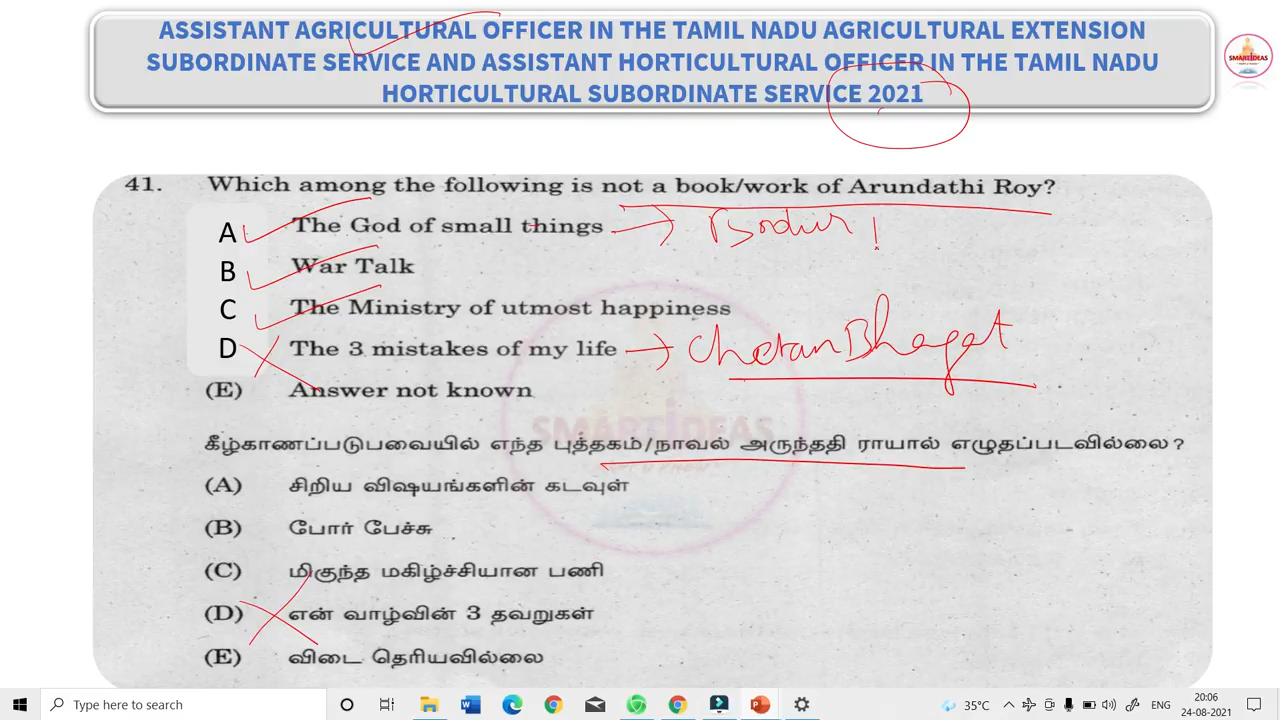 ASSISTANT AGRICULTURAL OFFICER IN THE TAMIL NADU AGRICULTURAL EXTENSION
SUBORDINATE SERVICE AND ASSISTANT HORTICULTURAL OFFICER IN THE TAMIL NADU
HORTICULTURAL SUBORDINATE SERVICE 2021
SMARTIDEAS
41. Which among the following is not a book/work of Arundathi Roy?
A The God of small things
B War Talk
C The Ministry of utmost happiness
D The 3 mistakes of my life → Chetan Bhagat
(E) Answer not known
SMARTIDEAS
கீழ்காணப்படுபவையில் எந்த புத்தகம்/நாவல் அருந்ததி ராயால் எழுதப்படவில்லை?
(A) சிறிய விஷயங்களின் கடவுள்
(B) போர் பேச்சு
(C) மிகுந்த மகிழ்ச்சியான பணி
(D) என் வாழ்வின் 3 தவறுகள்
(E) விடை தெரியவில்லை
Type here to search
35°C
ENG
20:06
24-08-2021